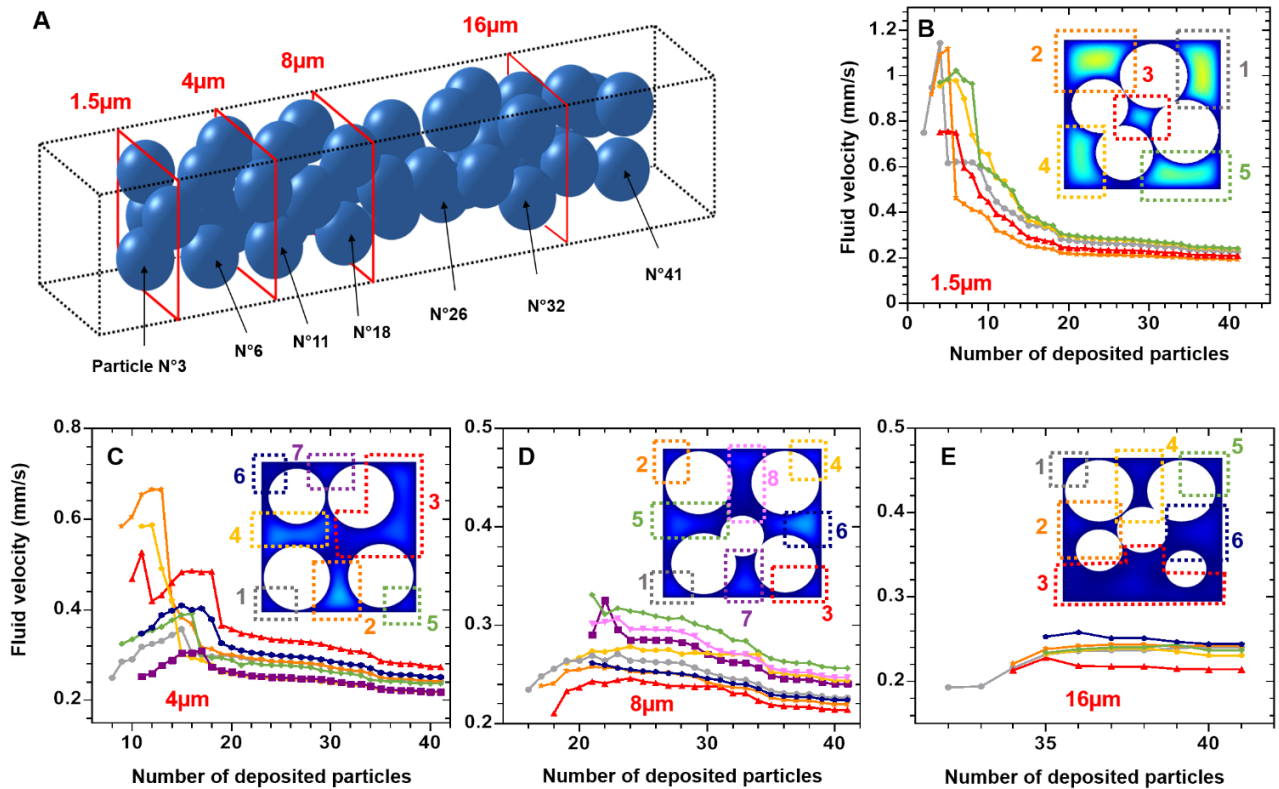 A
1.5µm
4µm
8µm
16µm
Particle N°3
N°6
N°11
N°18
N°26
N°32
N°41
B
Fluid velocity (mm/s)
1.2
1
0.8
0.6
0.4
0.2
0
0 10 20 30 40
Number of deposited particles
1.5µm
2
3
1
4
5
C
Fluid velocity (mm/s)
0.8
0.6
0.4
0.2
10 20 30 40
Number of deposited particles
4µm
7
6
3
4
1
2
5
D
0.5
0.4
0.3
0.2
20 30 40
Number of deposited particles
8µm
2
4
8
5
6
1
7
3
E
0.5
0.4
0.3
0.2
35 40
Number of deposited particles
16µm
4
5
1
2
6
3